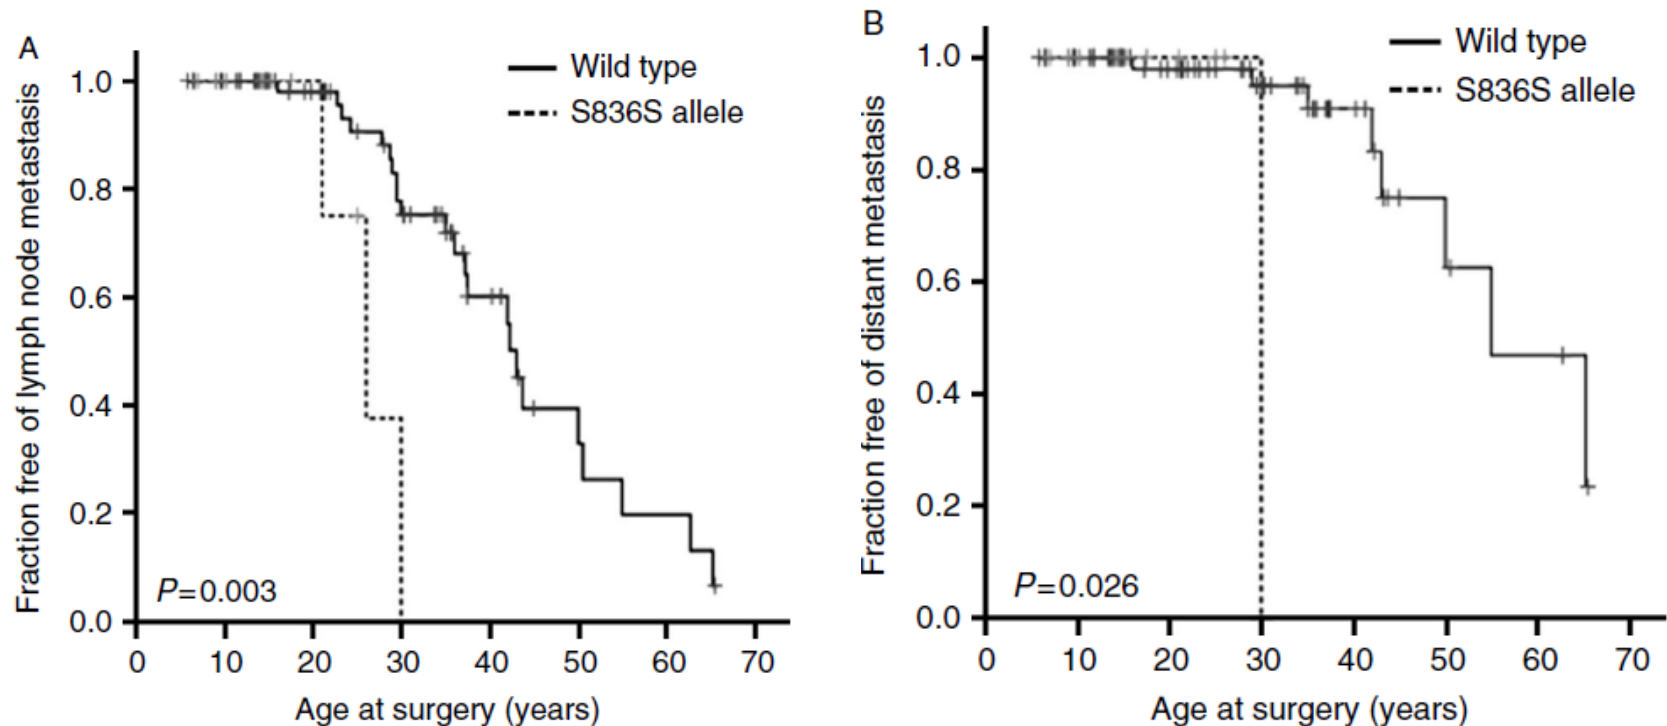 A
Wild type
S836S allele
Fraction free of lymph node metastasis
1.0
0.8
0.6
0.4
0.2
0.0
P=0.003
0 10 20 30 40 50 60 70
Age at surgery (years)
B
Wild type
S836S allele
Fraction free of distant metastasis
1.0
0.8
0.6
0.4
0.2
0.0
P=0.026
0 10 20 30 40 50 60 70
Age at surgery (years)